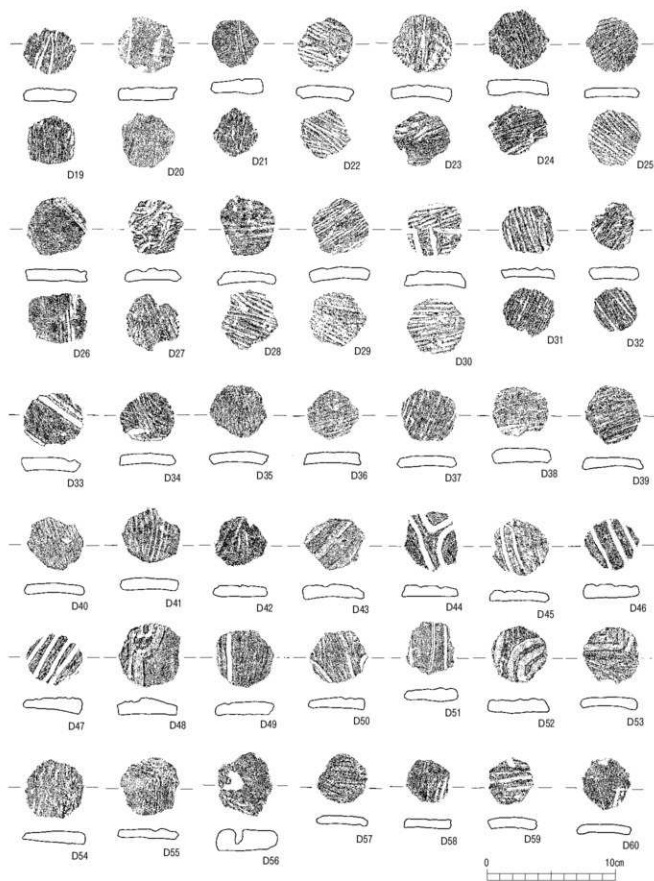 D19 D20 D21 D22 D23 D24 D25
D26 D27 D28 D29 D30 D31 D32
D33 D34 D35 D36 D37 D38 D39
D40 D41 D42 D43 D44 D45 D46
D47 D48 D49 D50 D51 D52 D53
D54 D55 D56 D57 D58 D59 D60
0 10㎝